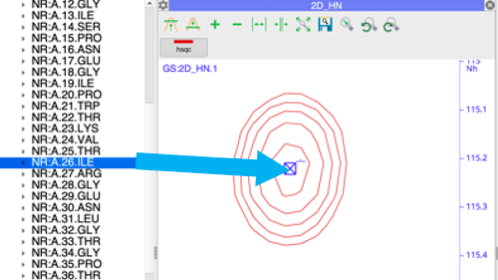 NR:A.12.GLY
NR:A.13.ILE
NR:A.14.SER
NR:A.15.PRO
NR:A.16.ASN
NR:A.17.GLU
NR:A.18.GLY
NR:A.19.ILE
NR:A.20.PRO
NR:A.21.TRP
NR:A.22.THR
NR:A.23.LYS
NR:A.24.VAL
NR:A.25.THR
NR:A.26.ILE
NR:A.27.ARG
NR:A.28.GLY
NR:A.29.GLU
NR:A.30.ASN
NR:A.31.LEU
NR:A.32.GLY
NR:A.33.THR
NR:A.34.GLY
NR:A.35.PRO
NR:A.36.THR
2D_HN
hsqc
GS:2D_HN.1
Nh
115.1
115.2
115.3
115.4